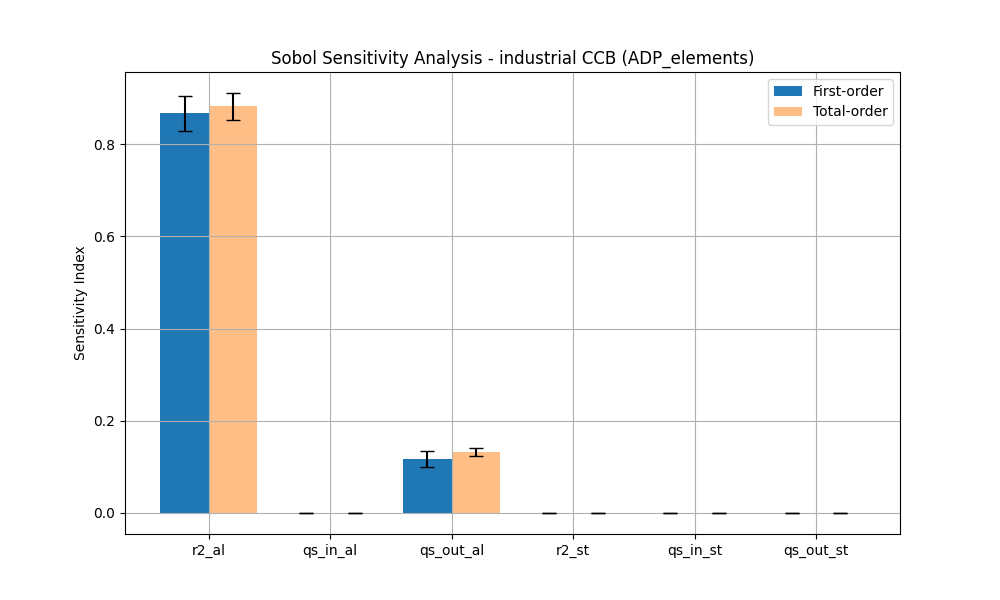 Sobol Sensitivity Analysis - industrial CCB (ADP_elements)
First-order
Total-order
Sensitivity Index
0.8
0.6
0.4
0.2
0.0
r2_al qs_in_al qs_out_al r2_st qs_in_st qs_out_st